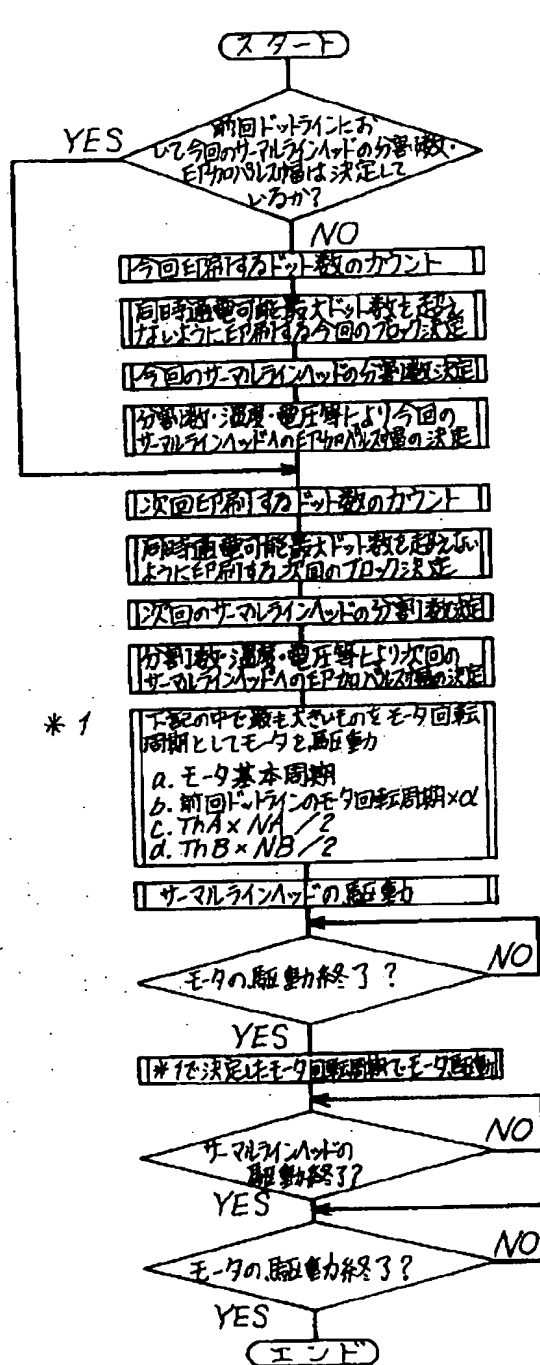 スタート
前回ドットラインにお
いて今回のサーマルラインヘッドの分割数・
印加パルス幅は決定して
いるか?
YES
NO
今回印刷するドット数のカウント
同時通電可能最大ドット数を超え
ないように印刷する今回のブロック決定
今回のサーマルラインヘッドの分割数決定
分割数・温度・電圧等により今回の
サーマルラインヘッドへの印加パルス幅の決定
次回印刷するドット数のカウント
同時通電可能最大ドット数を超えない
ように印刷する次回のブロック決定
次回のサーマルラインヘッドの分割数決定
分割数・温度・電圧等により次回の
サーマルラインヘッドへの印加パルス幅の決定
*1
下記の中で最も大きいものをモータ回転
周期としてモータを駆動
a. モータ基本周期
b. 前回ドットラインのモータ回転周期×α
c. ThA×NA/2
d. ThB×NB/2
サーマルラインヘッドの駆動
モータの駆動終了?
NO
YES
*1で決定したモータ回転周期でモータ駆動
サーマルラインヘッドの
駆動終了?
NO
YES
モータの駆動終了?
NO
YES
エンド